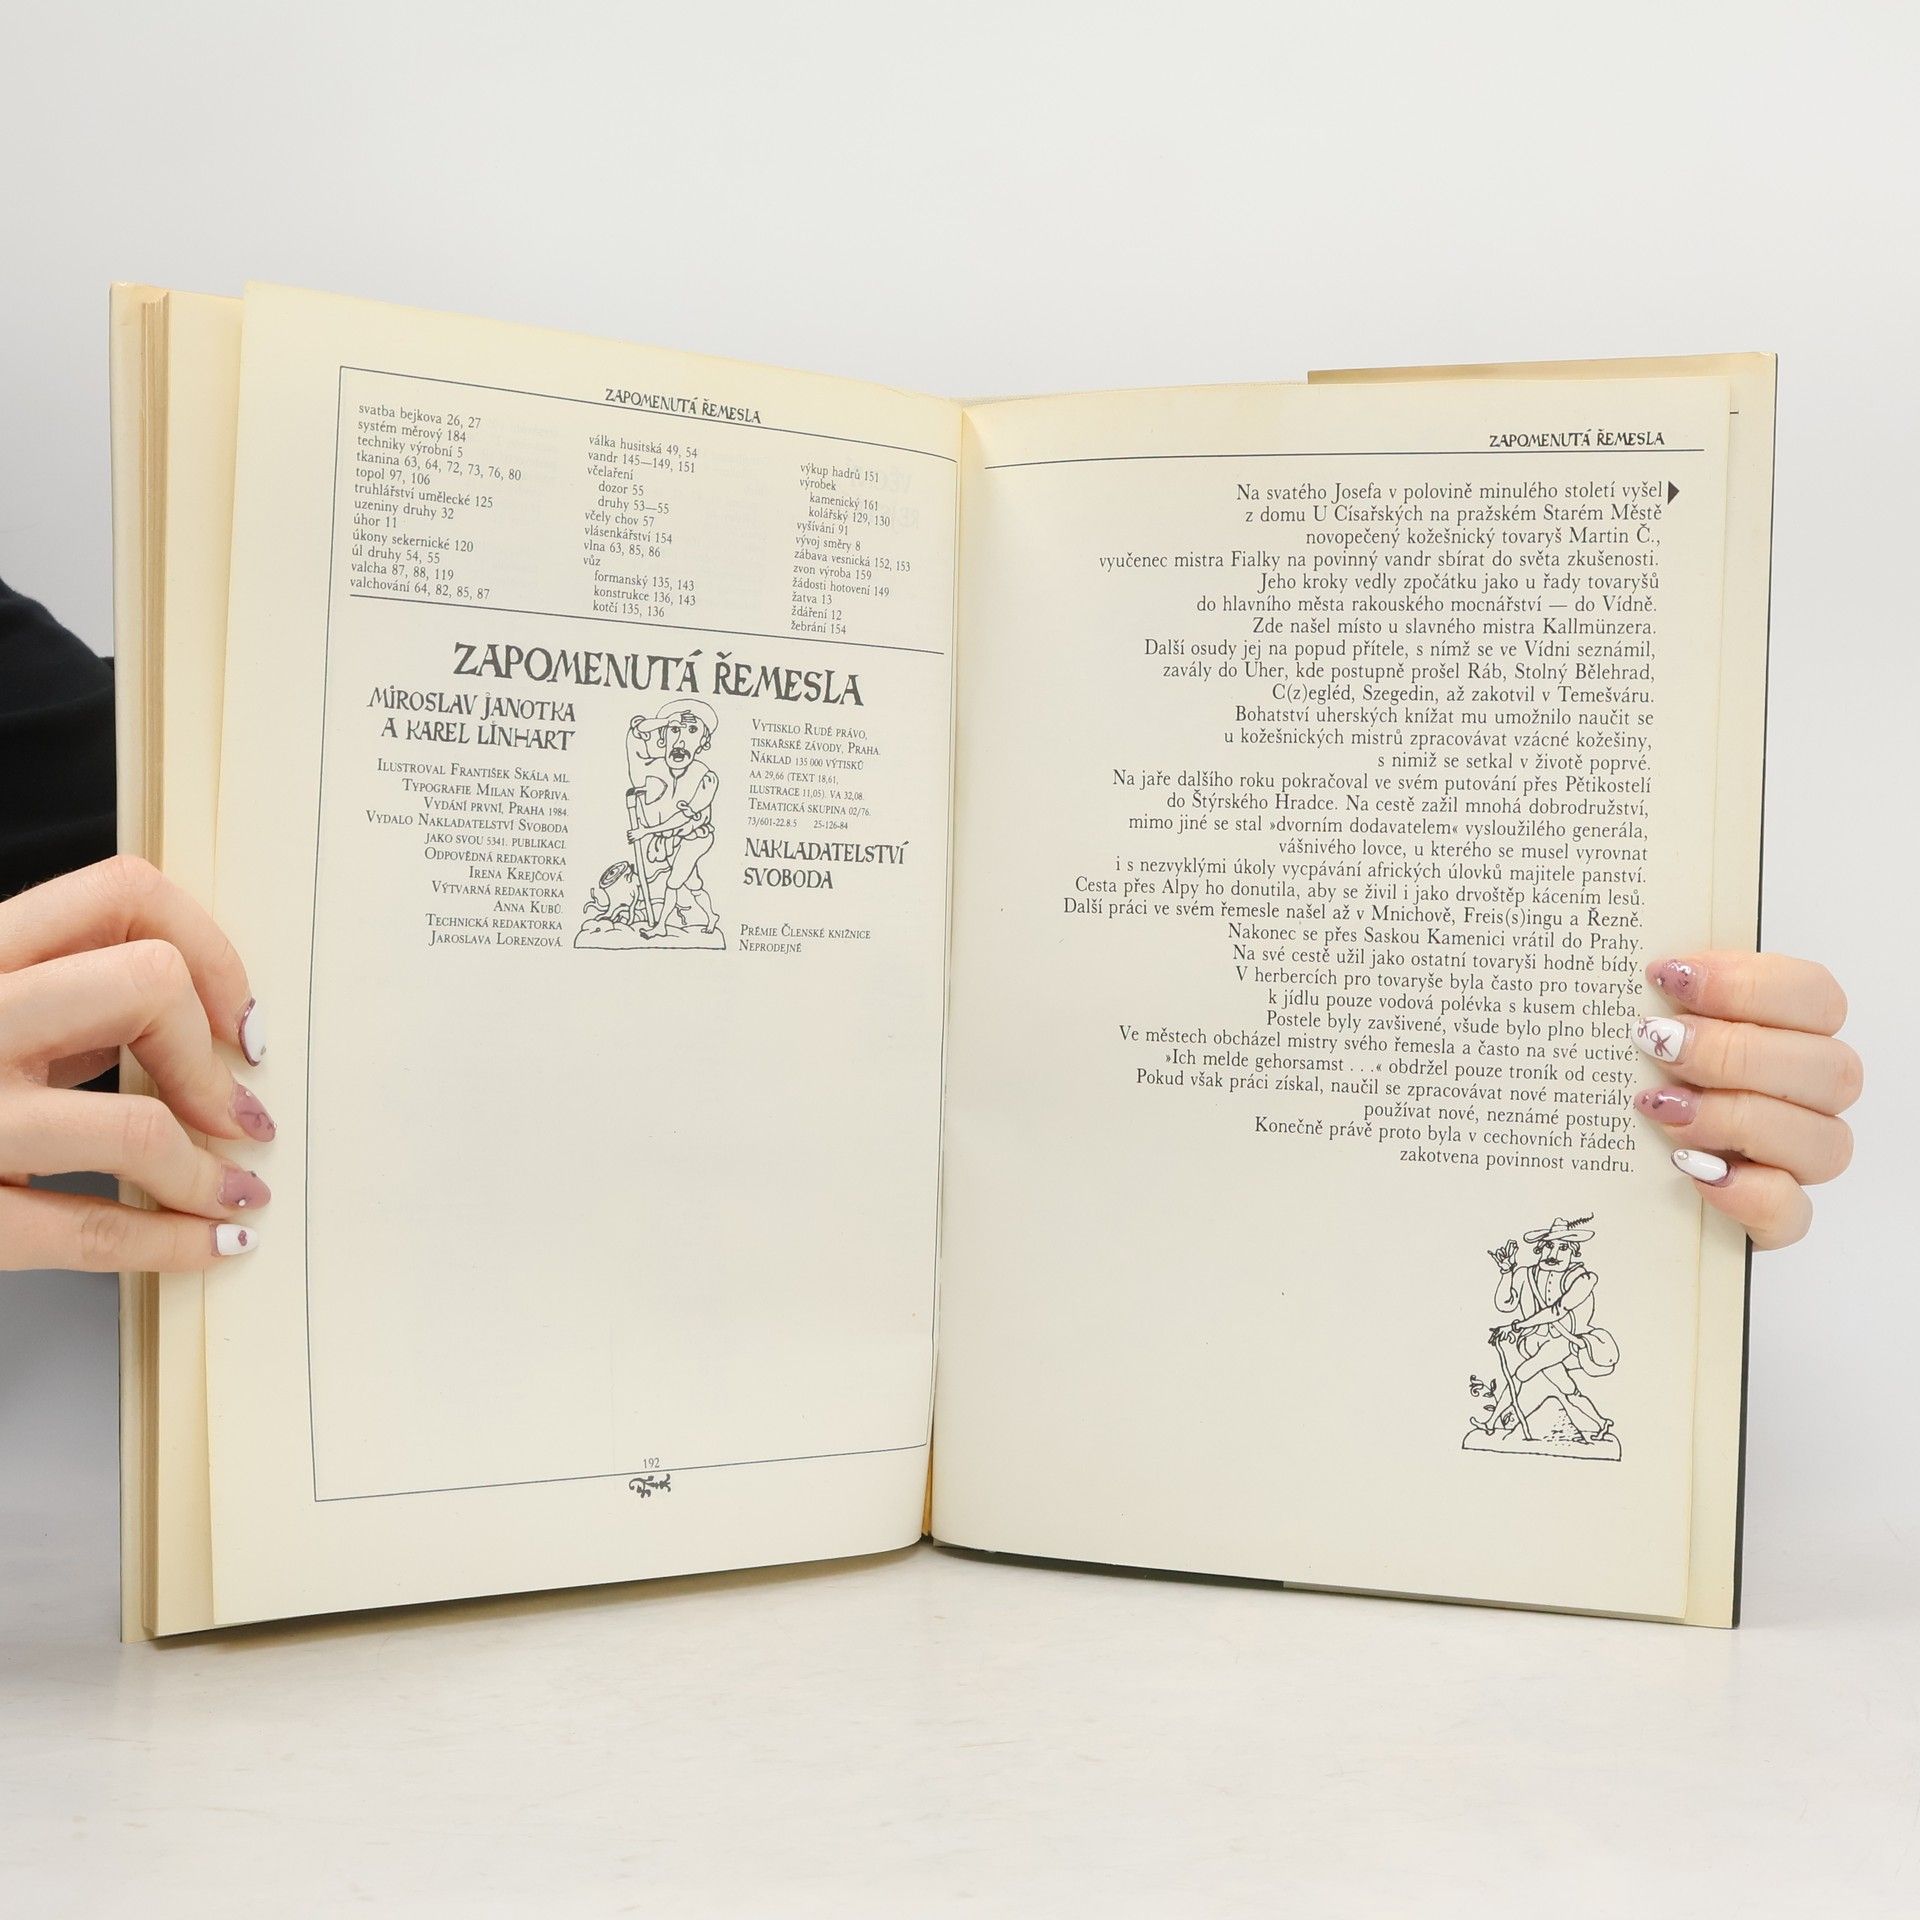 ZAPOMENUTÁ ŘEMESLA
svatba bejkova 26, 27
systém měrový 184
techniky výrobní 5
tkanina 63, 64, 72, 73, 76, 80
topol 97, 106
truhlářství umělecké 125
uzeniny druhy 32
úhor 11
úkony sekernické 120
úl druhy 54, 55
valcha 87, 88, 119
valchování 64, 82, 85, 87
válka husitská 49, 54
vandr 145—149, 151
včelaření
dozor 55
druhy 53—55
včely chov 57
vlásenkářství 154
vlna 63, 85, 86
vůz
formanský 135, 143
konstrukce 136, 143
kotčí 135, 136
výkup hadrů 151
výrobek
kamenický 161
kolářský 129, 130
vyšívání 91
vývoj směry 8
zábava vesnická 152, 153
zvon výroba 159
žádosti hotovení 149
žatva 13
ždáření 12
žebrání 154
ZAPOMENUTÁ ŘEMESLA
MIROSLAV JANOTKA
A KAREL LINHART
ILUSTROVAL FRANTIŠEK SKÁLA ML.
TYPOGRAFIE MILAN KOPŘIVA.
VYDÁNÍ PRVNÍ, PRAHA 1984.
VYDALO NAKLADATELSTVÍ SVOBODA
JAKO SVOU 5341. PUBLIKACI.
ODPOVĚDNÁ REDAKTORKA
IRENA KREJČOVÁ.
VÝTVARNÁ REDAKTORKA
ANNA KUBŮ.
TECHNICKÁ REDAKTORKA
JAROSLAVA LORENZOVÁ.
VYTISKLO RUDÉ PRÁVO,
TISKAŘSKÉ ZÁVODY, PRAHA.
NÁKLAD 135 000 VÝTISKŮ
AA 29,66 (TEXT 18,61,
ILUSTRACE 11,05). VA 32,08.
TEMATICKÁ SKUPINA 02/76.
73/601-22.8.5 25-126-84
NAKLADATELSTVÍ
SVOBODA
PRÉMIE ČLENSKÉ KNIŽNICE
NEPRODEJNÉ
192
ZAPOMENUTÁ ŘEMESLA
Na svatého Josefa v polovině minulého století vyšel
z domu U Císařských na pražském Starém Městě
novopečený kožešnický tovaryš Martin Č.,
vyučenec mistra Fialky na povinný vandr sbírat do světa zkušenosti.
Jeho kroky vedly zpočátku jako u řady tovaryšů
do hlavního města rakouského mocnářství — do Vídně.
Zde našel místo u slavného mistra Kallmünzera.
Další osudy jej na popud přítele, s nímž se ve Vídni seznámil,
zavály do Uher, kde postupně prošel Ráb, Stolný Bělehrad,
C(z)egléd, Szegedin, až zakotvil v Temešváru.
Bohatství uherských knížat mu umožnilo naučit se
u kožešnických mistrů zpracovávat vzácné kožešiny,
s nimiž se setkal v životě poprvé.
Na jaře dalšího roku pokračoval ve svém putování přes Pětikostelí
do Štýrského Hradce. Na cestě zažil mnohá dobrodružství,
mimo jiné se stal »dvorním dodavatelem« vysloužilého generála,
vášnivého lovce, u kterého se musel vyrovnat
i s nezvyklými úkoly vycpávání afrických úlovků majitele panství.
Cesta přes Alpy ho donutila, aby se živil i jako drvoštěp kácením lesů.
Další práci ve svém řemesle našel až v Mnichově, Freis(s)ingu a Řezně.
Nakonec se přes Saskou Kamenici vrátil do Prahy.
Na své cestě užil jako ostatní tovaryši hodně bídy.
V herbercích pro tovaryše byla často pro tovaryše
k jídlu pouze vodová polévka s kusem chleba.
Postele byly zavšivené, všude bylo plno blech.
Ve městech obcházel mistry svého řemesla a často na své uctivé:
»Ich melde gehorsamst . . .« obdržel pouze troník od cesty.
Pokud však práci získal, naučil se zpracovávat nové materiály,
používat nové, neznámé postupy.
Konečně právě proto byla v cechovních řádech
zakotvena povinnost vandru.